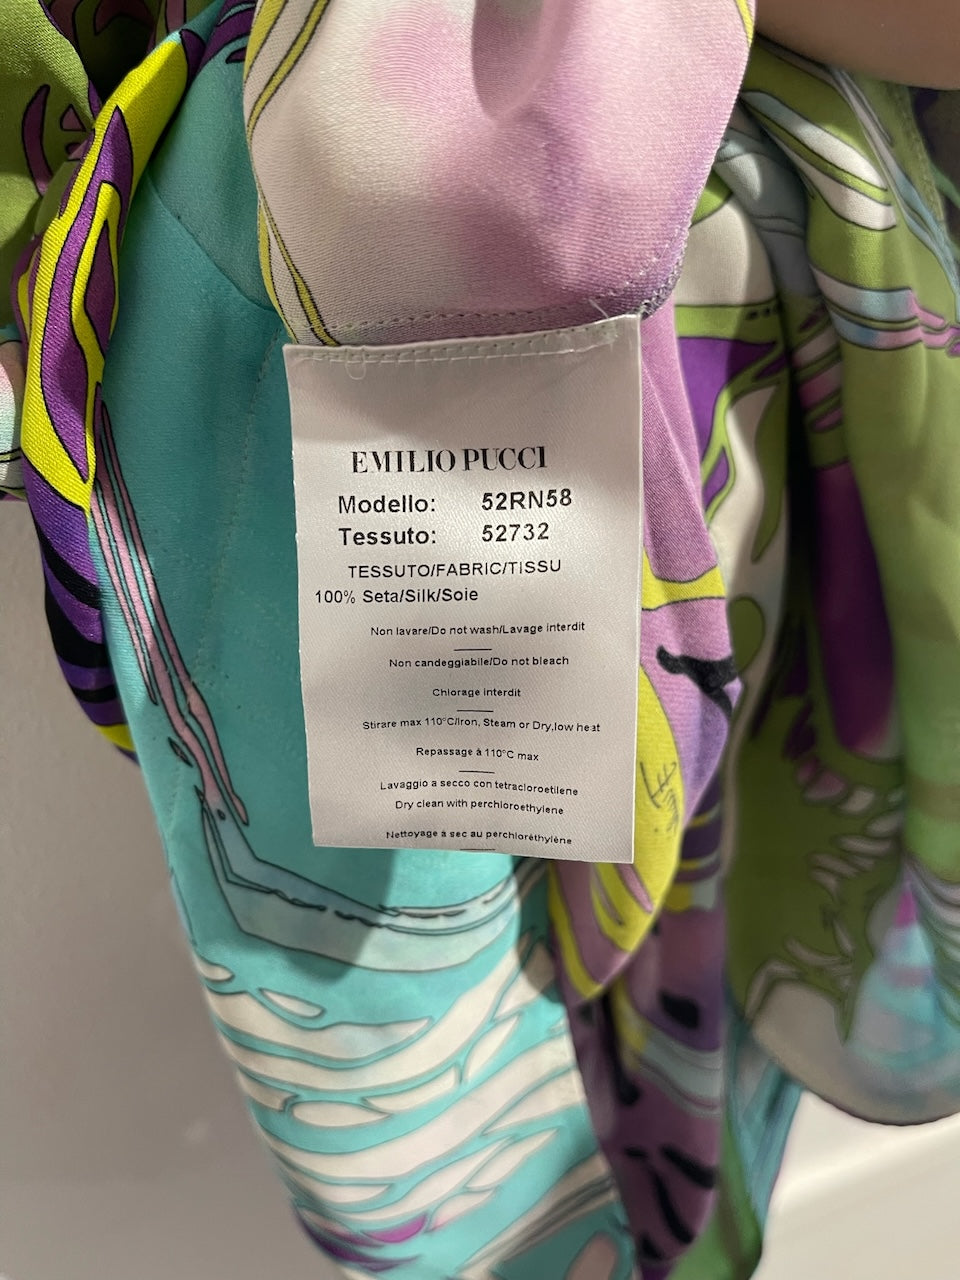 EMILIO PUCCI
Modello: 52RN58
Tessuto: 52732
TESSUTO/FABRIC/TISSU
100% Seta/Silk/Soie
Non lavare/Do not wash/Lavage interdit
Non candeggiabile/Do not bleach
Chlorage interdit
Stirare max 110°C/Iron, Steam or Dry,low heat
Repassage à 110°C max
Lavaggio a secco con tetracloroetilene
Dry clean with perchloroethylene
Nettoyage à sec au perchloréthylène